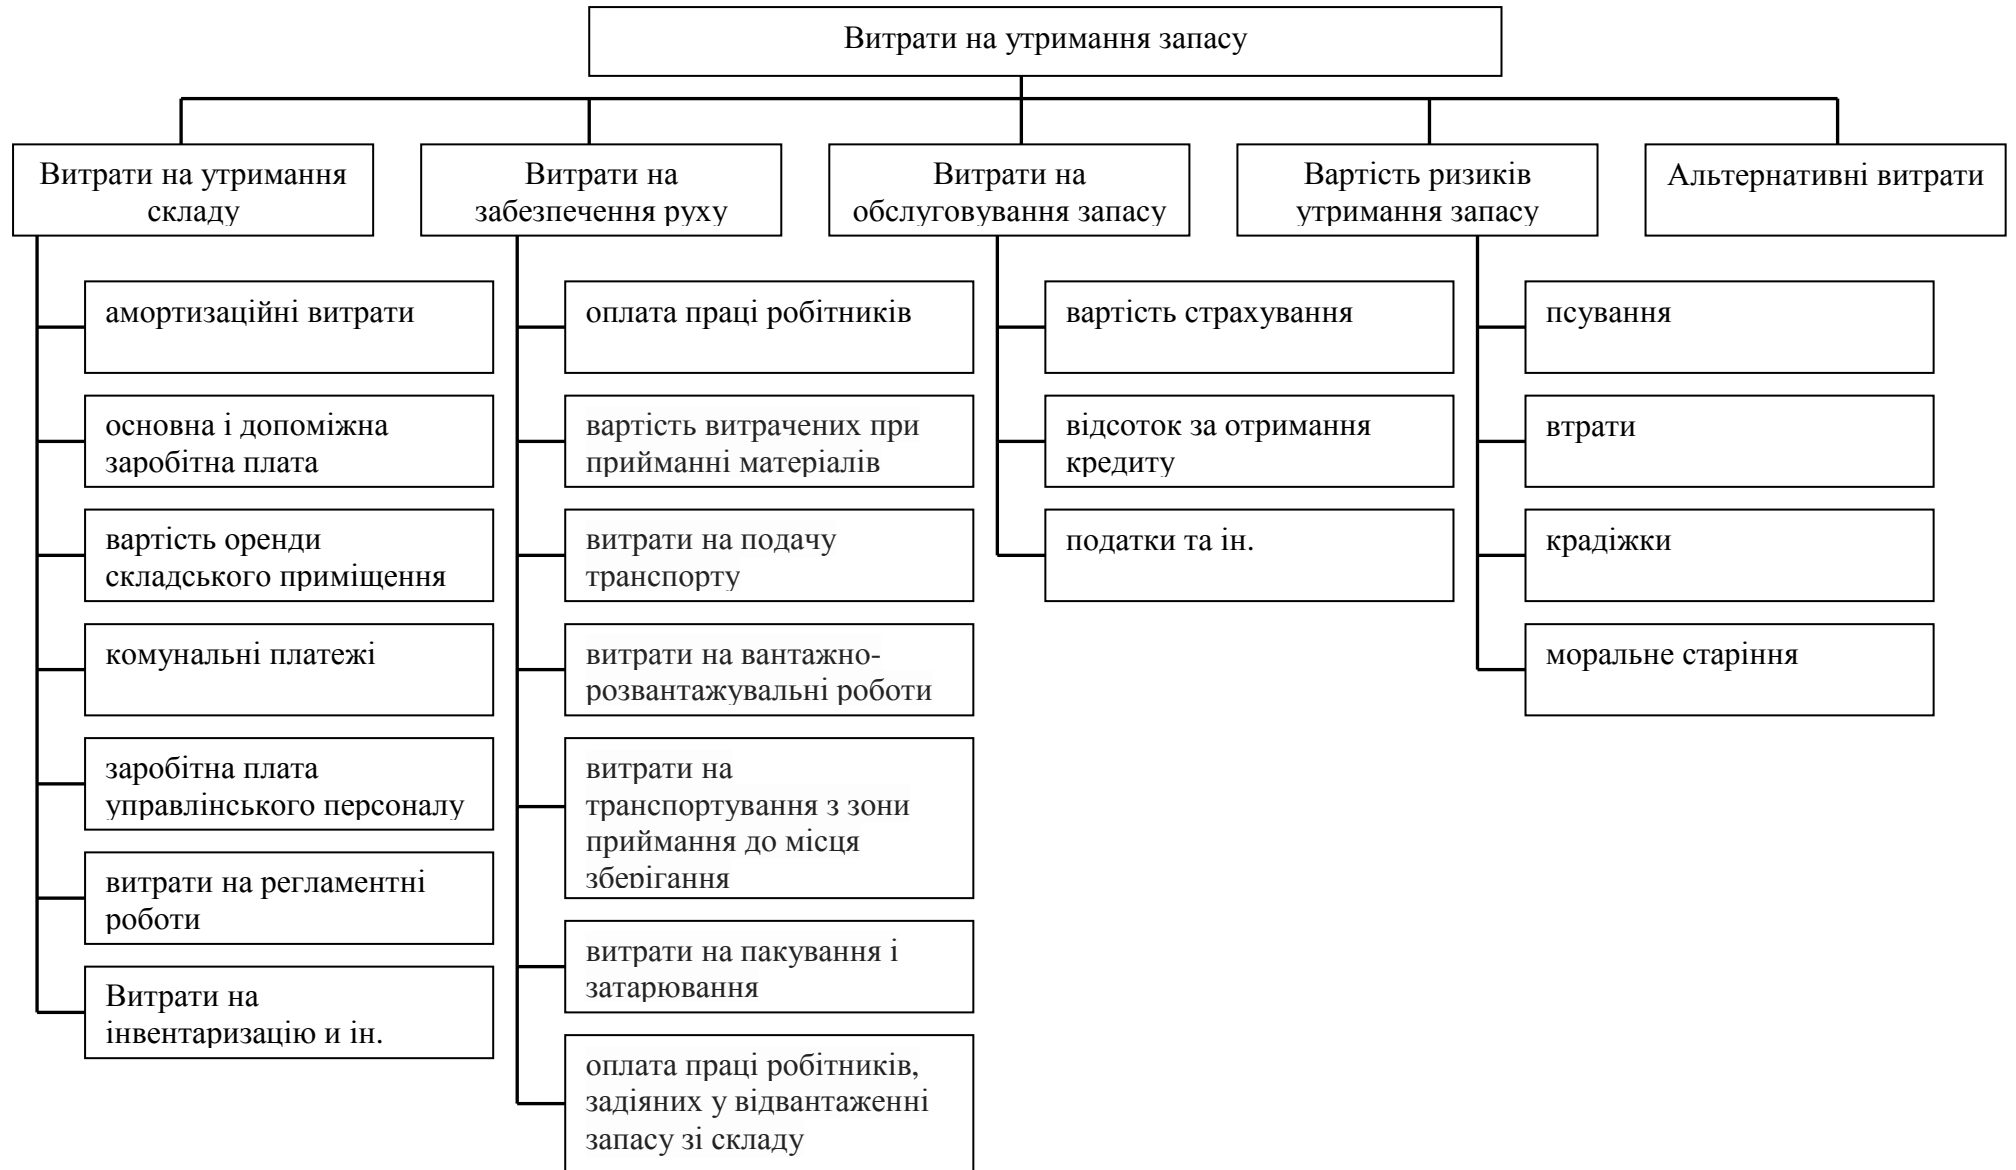 Витрати на утримання запасу
Витрати на утримання
складу
Витрати на
забезпечення руху
Витрати на
обслуговування запасу
Вартість ризиків
утримання запасу
Альтернативні витрати
амортизаційні витрати
основна і допоміжна
заробітна плата
вартість оренди
складського приміщення
комунальні платежі
заробітна плата
управлінського персоналу
витрати на регламентні
роботи
Витрати на
інвентаризацію и ін.
оплата праці робітників
вартість витрачених при
прийманні матеріалів
витрати на подачу
транспорту
витрати на вантажно-
розвантажувальні роботи
витрати на
транспортування з зони
приймання до місця
зберігання
витрати на пакування і
затарювання
оплата праці робітників,
задіяних у відвантаженні
запасу зі складу
вартість страхування
відсоток за отримання
кредиту
податки та ін.
псування
втрати
крадіжки
моральне старіння